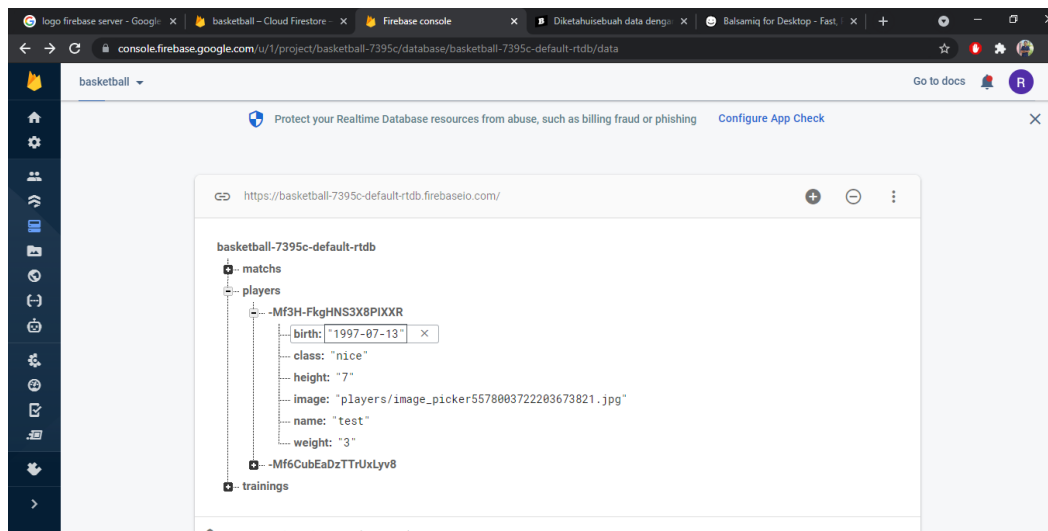 logo firebase server - Google
basketball – Cloud Firestore –
Firebase console
Diketahuisebuah data denga
Balsamiq for Desktop - Fast,
console.firebase.google.com/u/1/project/basketball-7395c/database/basketball-7395c-default-rtdb/data
basketball
Go to docs
R
Protect your Realtime Database resources from abuse, such as billing fraud or phishing Configure App Check
https://basketball-7395c-default-rtdb.firebaseio.com/
basketball-7395c-default-rtdb
matchs
players
-Mf3H-FkgHNS3X8PIXXR
birth: "1997-07-13"
class: "nice"
height: "7"
image: "players/image_picker5578003722203673821.jpg"
name: "test"
weight: "3"
-Mf6CubEaDzTTrUxLyv8
trainings